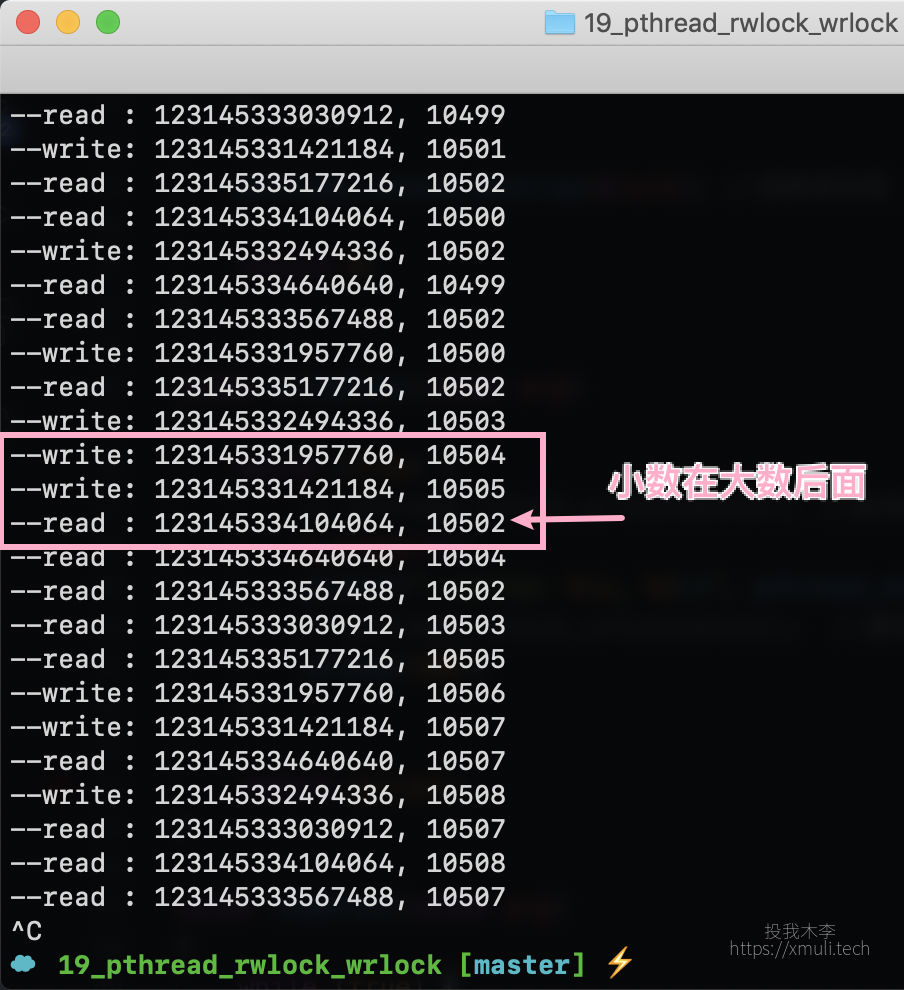 19_pthread_rwlock_wrlock
--read : 123145333030912, 10499
--write: 123145331421184, 10501
--read : 123145335177216, 10502
--read : 123145334104064, 10500
--write: 123145332494336, 10502
--read : 123145334640640, 10499
--read : 123145333567488, 10502
--write: 123145331957760, 10500
--read : 123145335177216, 10502
--write: 123145332494336, 10503
--write: 123145331957760, 10504
--write: 123145331421184, 10505
小数在大数后面
--read : 123145334104064, 10502
--read : 123145334640640, 10504
--read : 123145333567488, 10502
--read : 123145333030912, 10503
--read : 123145335177216, 10505
--write: 123145331957760, 10506
--write: 123145331421184, 10507
--read : 123145334640640, 10507
--write: 123145332494336, 10508
--read : 123145333030912, 10507
--read : 123145334104064, 10508
--read : 123145333567488, 10507
^C
投我木李
https://xmuli.tech
19_pthread_rwlock_wrlock [master] ⚡